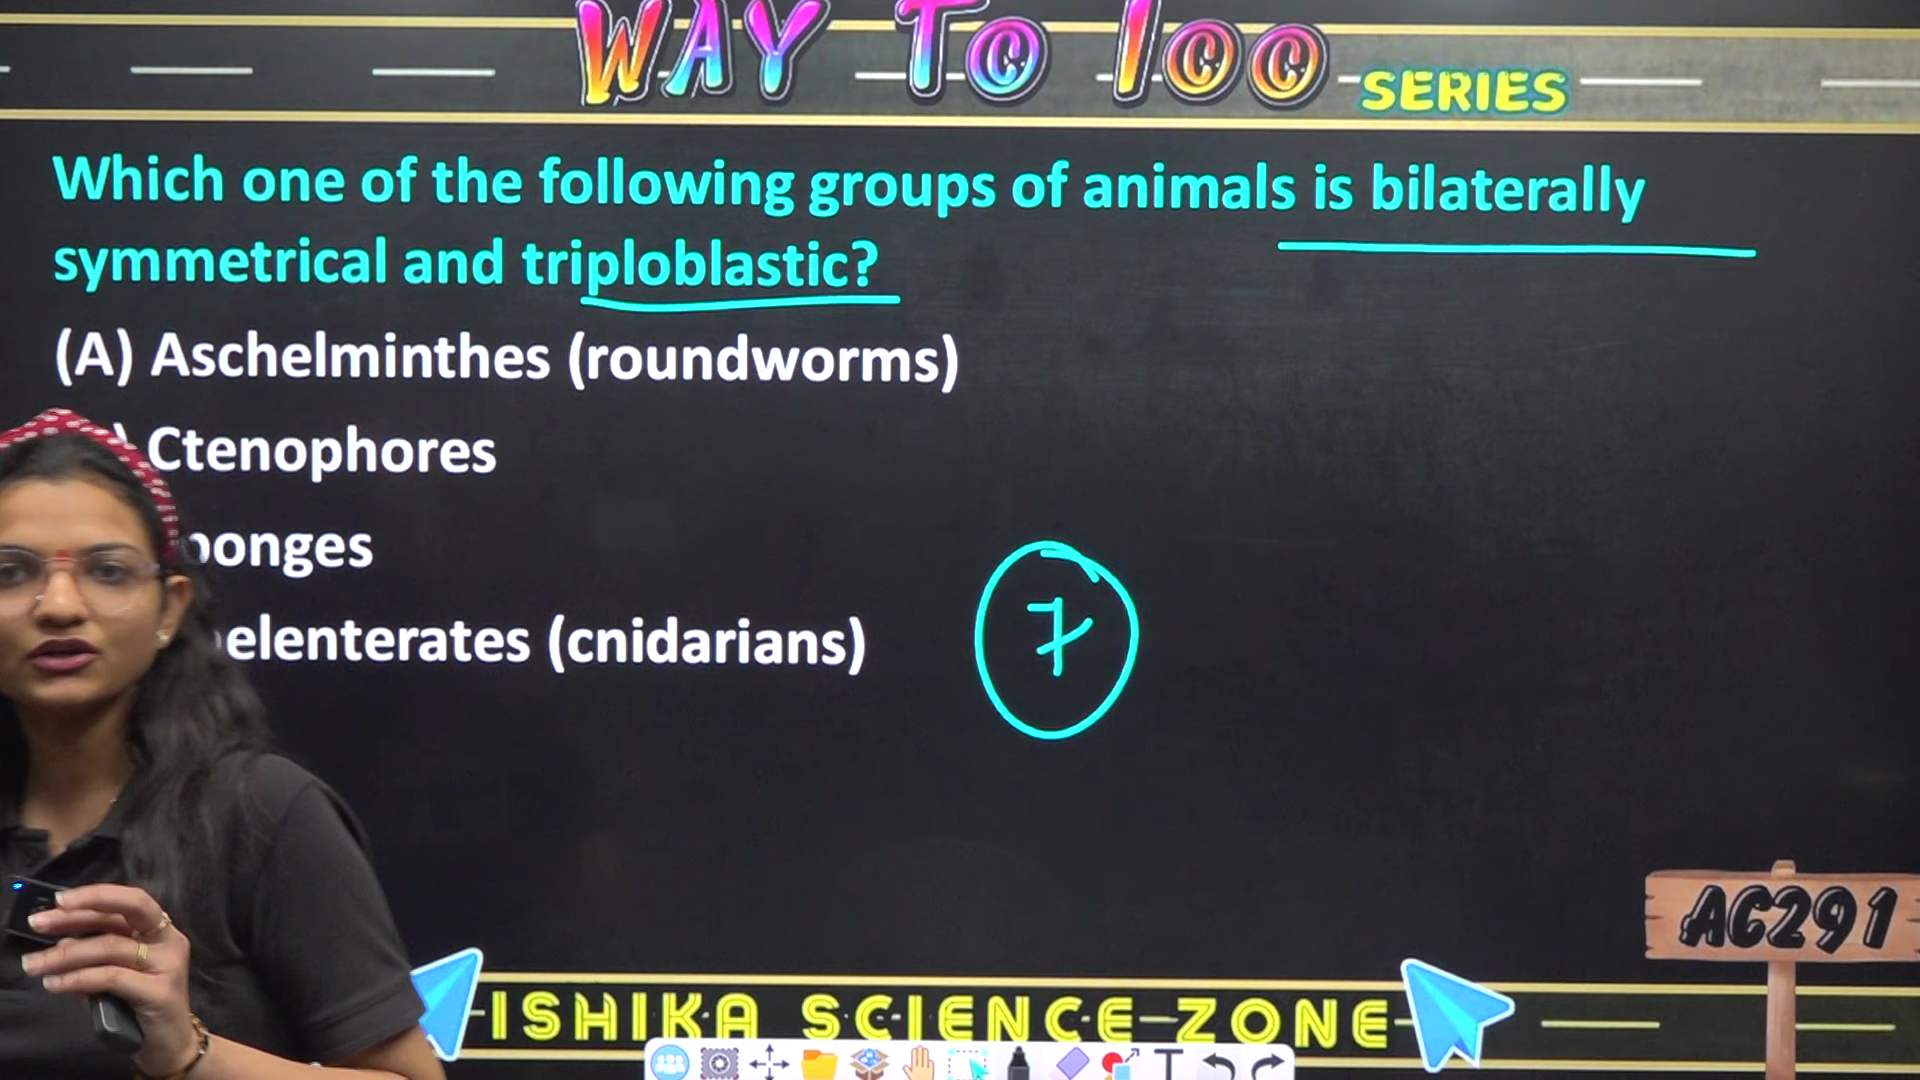 WAY To 100 SERIES
Which one of the following groups of animals is bilaterally
symmetrical and triploblastic?
(A) Aschelminthes (roundworms)
) Ctenophores
ponges
elenterates (cnidarians)
7
AC291
ISHIKA SCIENCE ZONE
T